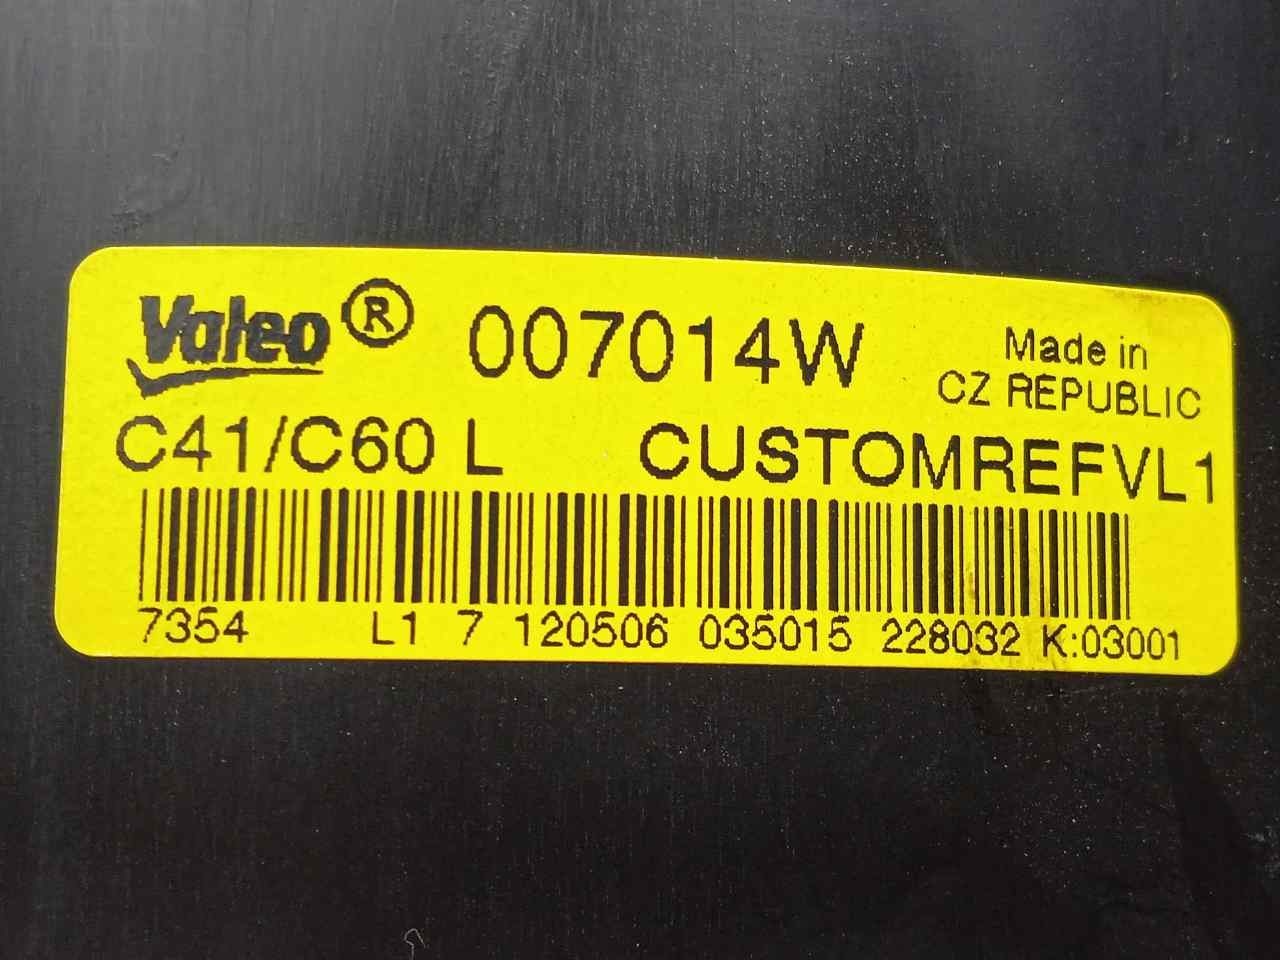 Valeo® 007014W Made in
CZ REPUBLIC
C41/C60 L CUSTOMREFVL1
7354 L1 7 120506 035015 228032 K:03001